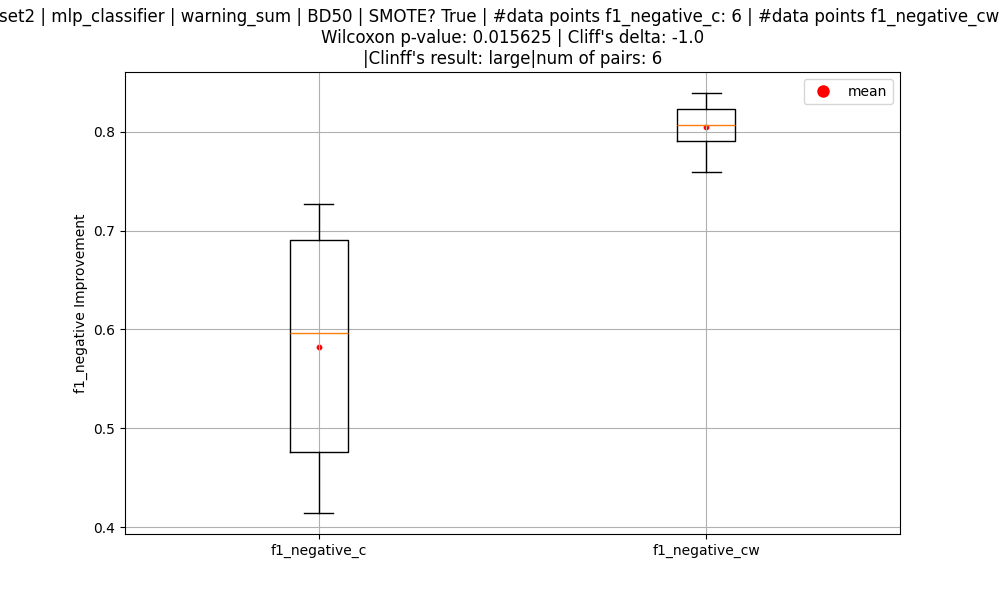 set2 | mlp_classifier | warning_sum | BD50 | SMOTE? True | #data points f1_negative_c: 6 | #data points f1_negative_cw
Wilcoxon p-value: 0.015625 | Cliff's delta: -1.0
|Clinff's result: large|num of pairs: 6
mean
0.8
0.7
0.6
0.5
0.4
f1_negative Improvement
f1_negative_c
f1_negative_cw